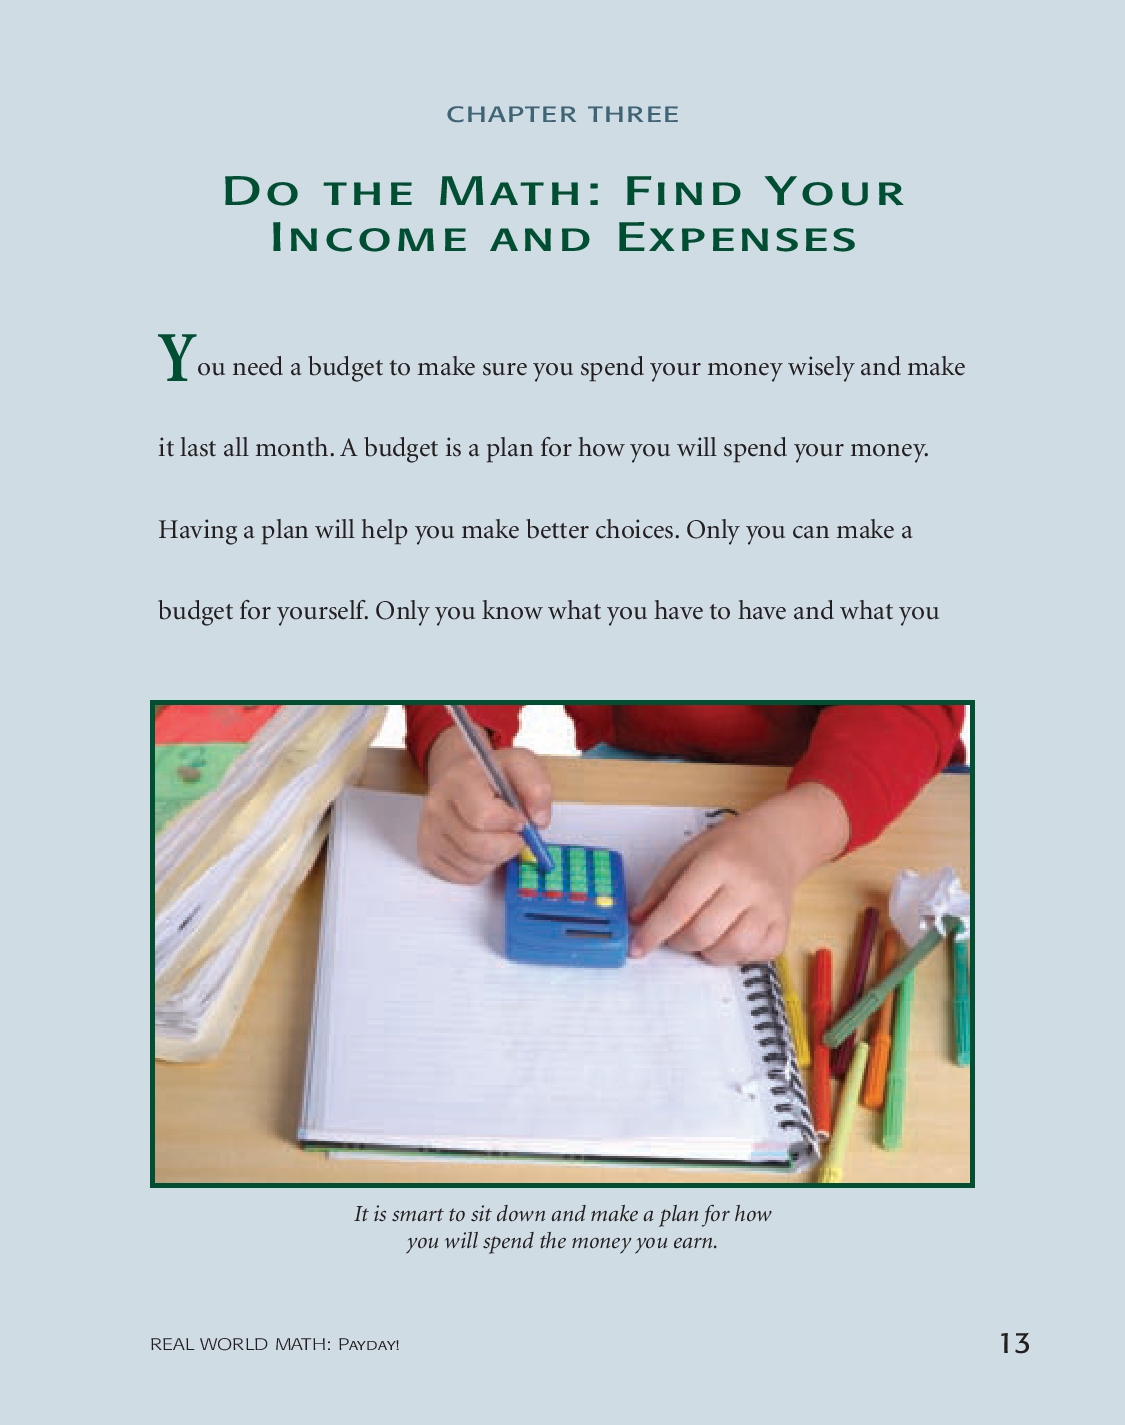 CHAPTER THREE
DO THE MATH: FIND YOUR
INCOME AND EXPENSES
You need a budget to make sure you spend your money wisely and make
it last all month. A budget is a plan for how you will spend your money.
Having a plan will help you make better choices. Only you can make a
budget for yourself. Only you know what you have to have and what you
It is smart to sit down and make a plan for how
you will spend the money you earn.
REAL WORLD MATH: PAYDAY!
13